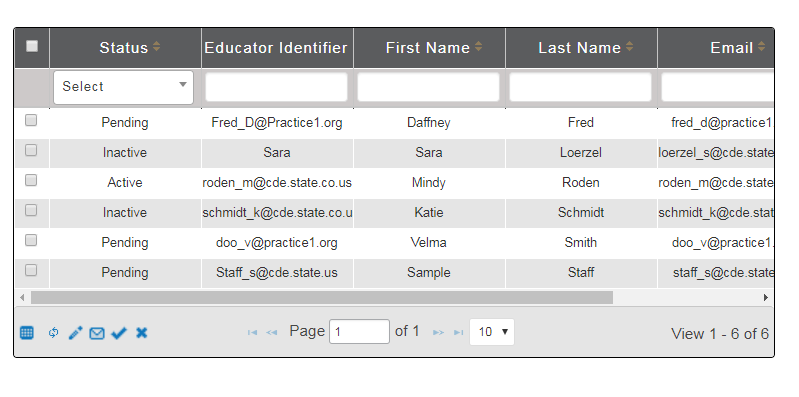 Status Educator Identifier First Name Last Name Email
Select
Pending Fred_D@Practice1.org Daffney Fred fred_d@practice1.
Inactive Sara Sara Loerzel loerzel_s@cde.state
Active roden_m@cde.state.co.us Mindy Roden roden_m@cde.stat
Inactive schmidt_k@cde.state.co.u Katie Schmidt schmidt_k@cde.stat
Pending doo_v@practice1.org Velma Smith doo_v@practice1.
Pending Staff_s@cde.state.us Sample Staff staff_s@cde.state
Page 1 of 1 10 View 1 - 6 of 6